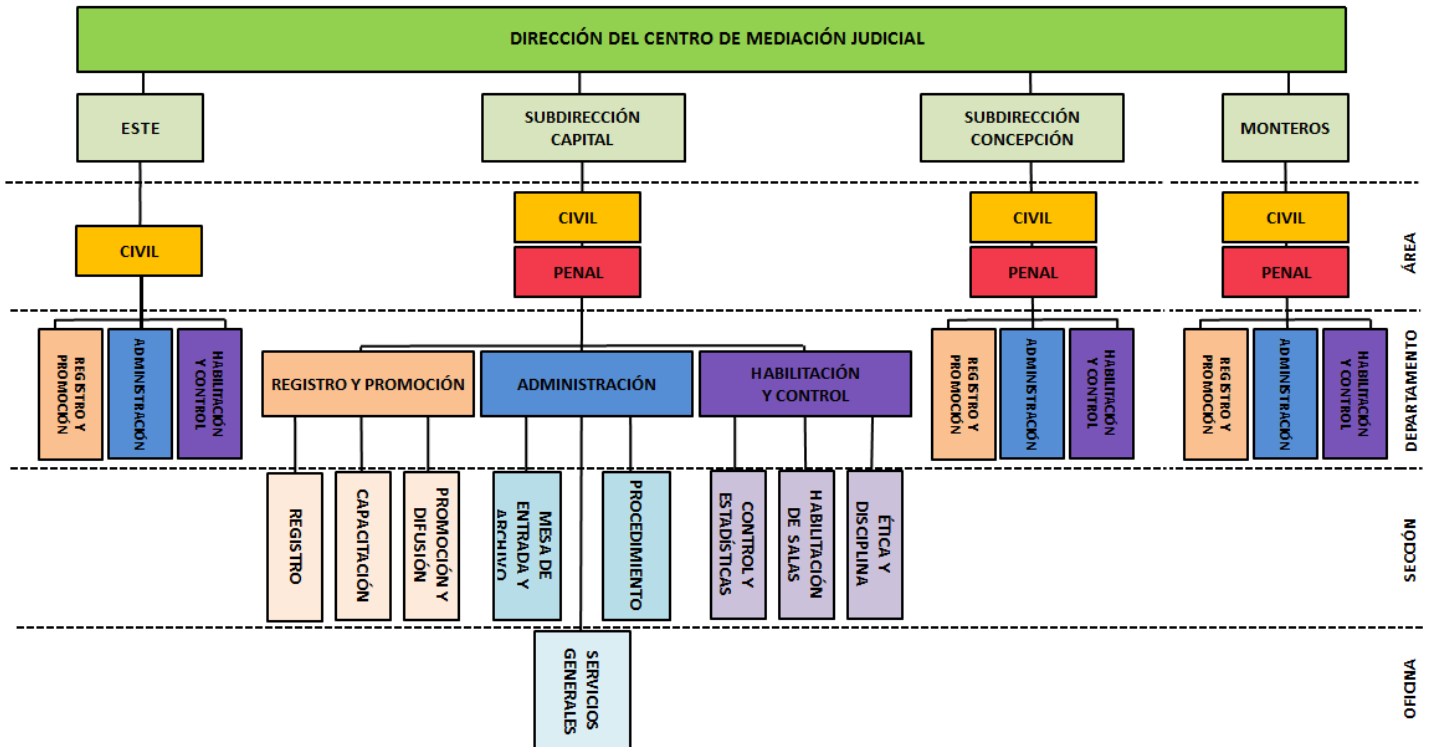 DIRECCIÓN DEL CENTRO DE MEDIACIÓN JUDICIAL
ESTE
SUBDIRECCIÓN
CAPITAL
SUBDIRECCIÓN
CONCEPCIÓN
MONTEROS
CIVIL
CIVIL
PENAL
CIVIL
PENAL
CIVIL
PENAL
ÁREA
REGISTRO Y
PROMOCIÓN
ADMINISTRACIÓN
HABILITACIÓN
Y CONTROL
REGISTRO Y PROMOCIÓN
ADMINISTRACIÓN
HABILITACIÓN
Y CONTROL
REGISTRO Y
PROMOCIÓN
ADMINISTRACIÓN
HABILITACIÓN
Y CONTROL
REGISTRO Y
PROMOCIÓN
ADMINISTRACIÓN
HABILITACIÓN
Y CONTROL
DEPARTAMENTO
REGISTRO
CAPACITACIÓN
PROMOCIÓN Y
DIFUSIÓN
MESA DE
ENTRADA Y
ARCHIVO
PROCEDIMIENTO
CONTROL Y
ESTADÍSTICAS
HABILITACIÓN
DE SALAS
ÉTICA Y
DISCIPLINA
SECCIÓN
SERVICIOS
GENERALES
OFICINA